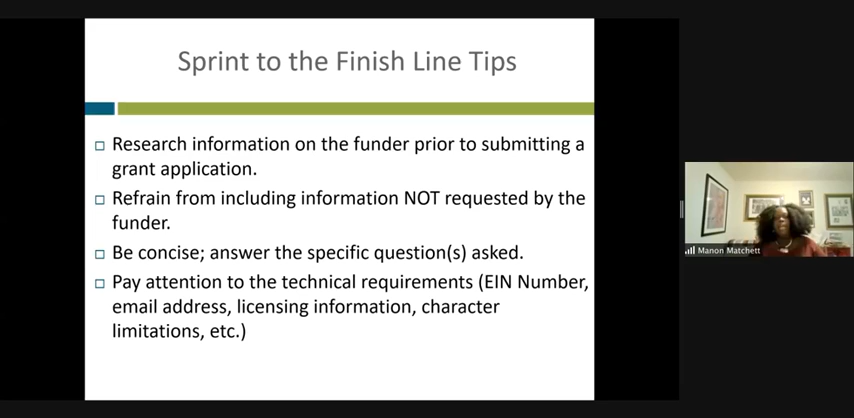 Sprint to the Finish Line Tips
Research information on the funder prior to submitting a
grant application.
Refrain from including information NOT requested by the
funder.
Be concise; answer the specific question(s) asked.
Pay attention to the technical requirements (EIN Number,
email address, licensing information, character
limitations, etc.)
Manon Matchett